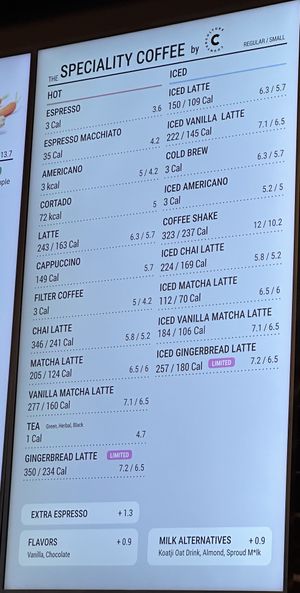 THE SPECIALITY COFFEE by C
REGULAR / SMALL
HOT
ESPRESSO
3 Cal 3.6
ESPRESSO MACCHIATO
35 Cal 4.2
AMERICANO
3 kcal 5 / 4.2
CORTADO
72 kcal 5
LATTE
243 / 163 Cal 6.3 / 5.7
CAPPUCCINO
149 Cal 5.7
FILTER COFFEE
3 Cal 5 / 4.2
CHAI LATTE
346 / 241 Cal 5.8 / 5.2
MATCHA LATTE
205 / 124 Cal 6.5 / 6
VANILLA MATCHA LATTE
277 / 160 Cal 7.1 / 6.5
TEA Green, Herbal, Black
1 Cal 4.7
GINGERBREAD LATTE LIMITED
350 / 234 Cal 7.2 / 6.5
ICED
ICED LATTE
150 / 109 Cal 6.3 / 5.7
ICED VANILLA LATTE
222 / 145 Cal 7.1 / 6.5
COLD BREW
3 Cal 6.3 / 5.7
ICED AMERICANO
3 Cal 5.2 / 5
COFFEE SHAKE
323 / 237 Cal 12 / 10.2
ICED CHAI LATTE
224 / 169 Cal 5.8 / 5.2
ICED MATCHA LATTE
112 / 70 Cal 6.5 / 6
ICED VANILLA MATCHA LATTE
184 / 106 Cal 7.1 / 6.5
ICED GINGERBREAD LATTE
257 / 180 Cal LIMITED 7.2 / 6.5
EXTRA ESPRESSO + 1.3
FLAVORS + 0.9
Vanilla, Chocolate
MILK ALTERNATIVES + 0.9
Koatji Oat Drink, Almond, Sproud M*lk
13.7